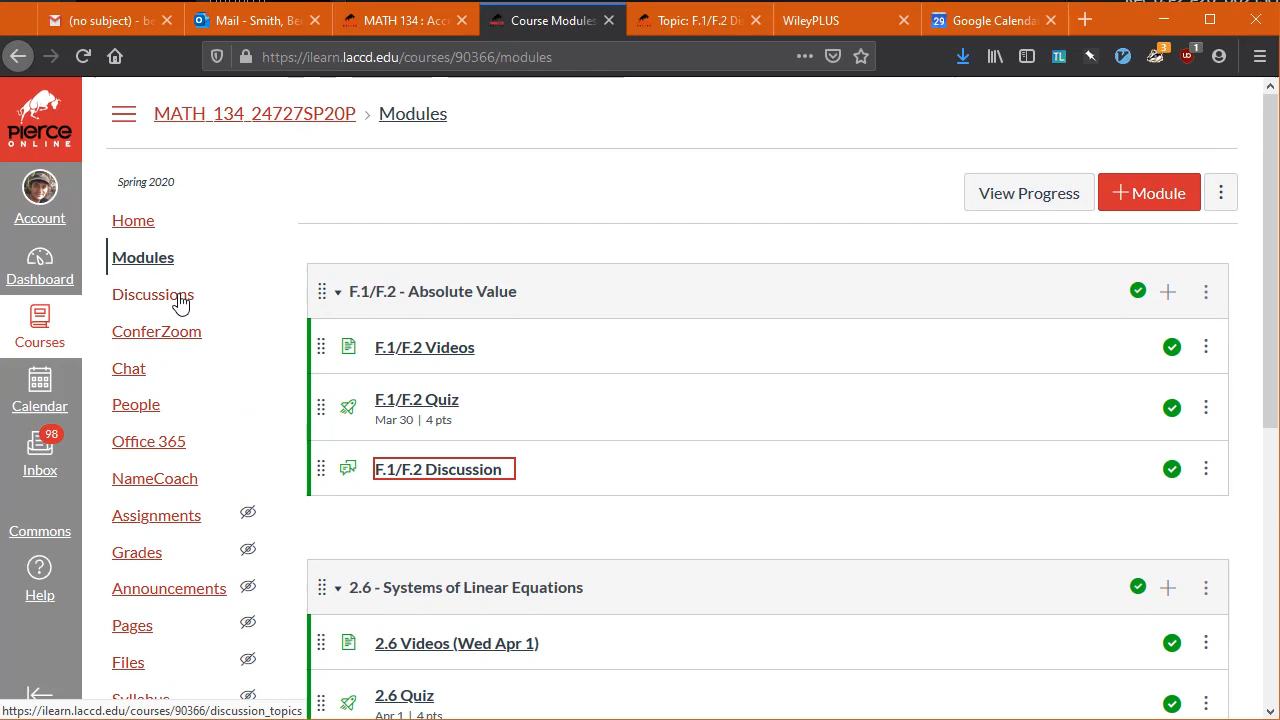 (no subject) - be
Mail - Smith, Be
MATH 134 : Acc
Course Modules
Topic: F.1/F.2 Di
WileyPLUS
Google Calenda
https://ilearn.laccd.edu/courses/90366/modules
3
1
PIERCE
ONLINE
MATH_134_24727SP20P > Modules
Spring 2020
View Progress
Module
Home
Modules
Discussions
ConferZoom
Chat
People
Office 365
NameCoach
Assignments
Grades
Announcements
Pages
Files
Syllabus
Account
Dashboard
Courses
Calendar
98
Inbox
Commons
Help
F.1/F.2 - Absolute Value
F.1/F.2 Videos
F.1/F.2 Quiz
Mar 30 | 4 pts
F.1/F.2 Discussion
2.6 - Systems of Linear Equations
2.6 Videos (Wed Apr 1)
2.6 Quiz
Apr 1 | 4 pts
https://ilearn.laccd.edu/courses/90366/discussion_topics